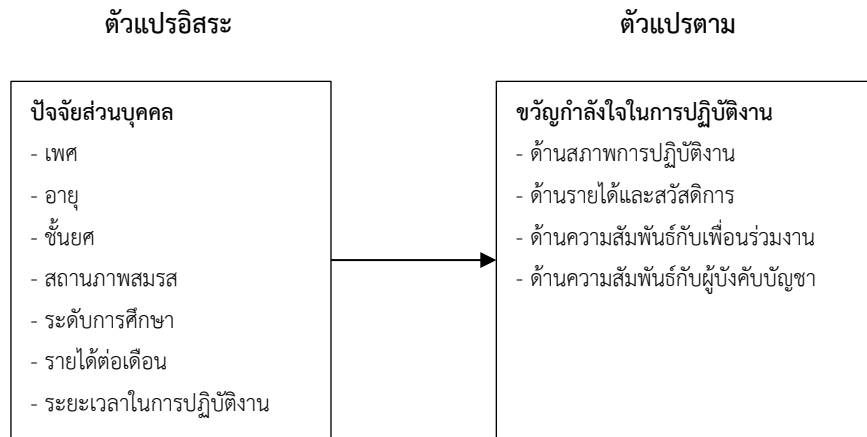 ตัวแปรอิสระ
ตัวแปรตาม
ปัจจัยส่วนบุคคล
- เพศ
- อายุ
- ชั้นยศ
- สถานภาพสมรส
- ระดับการศึกษา
- รายได้ต่อเดือน
- ระยะเวลาในการปฏิบัติงาน
ขวัญกำลังใจในการปฏิบัติงาน
- ด้านสภาพการปฏิบัติงาน
- ด้านรายได้และสวัสดิการ
- ด้านความสัมพันธ์กับเพื่อนร่วมงาน
- ด้านความสัมพันธ์กับผู้บังคับบัญชา